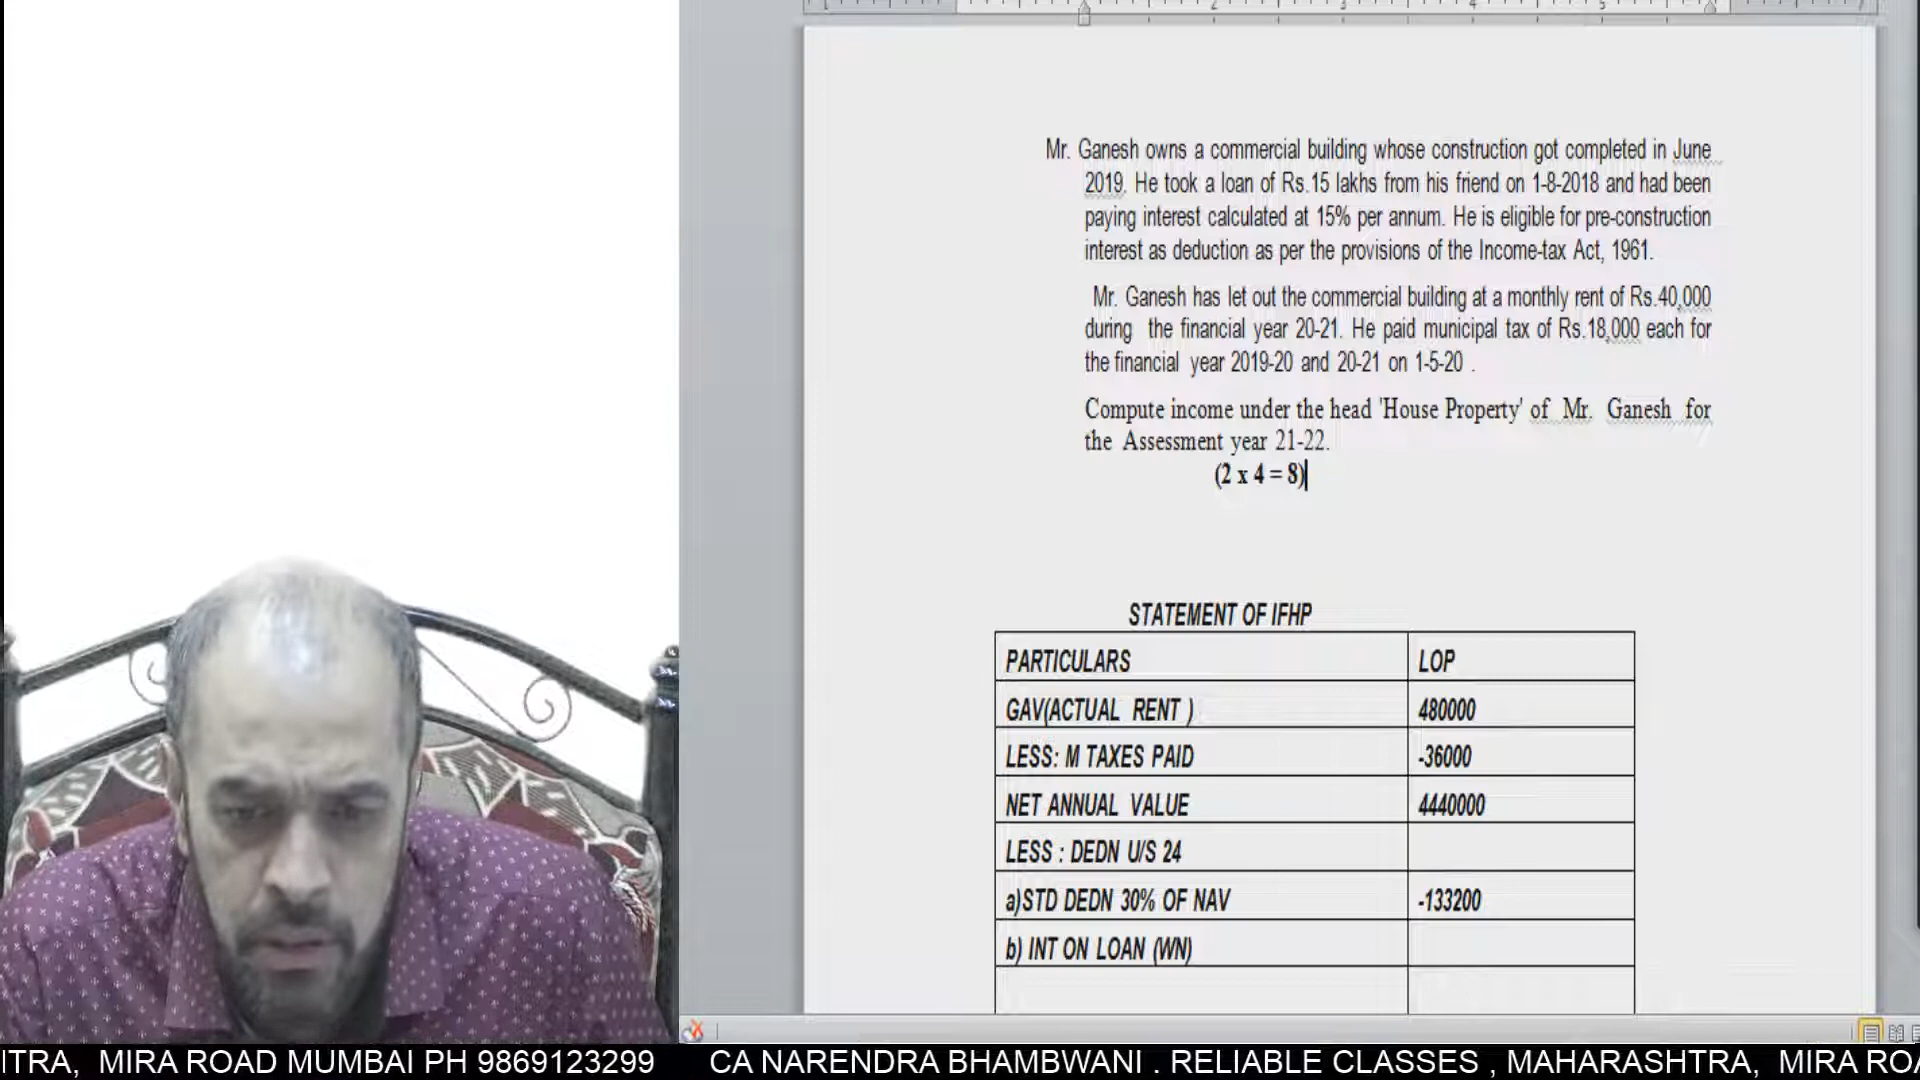 Mr. Ganesh owns a commercial building whose construction got completed in June
2019. He took a loan of Rs.15 lakhs from his friend on 1-8-2018 and had been
paying interest calculated at 15% per annum. He is eligible for pre-construction
interest as deduction as per the provisions of the Income-tax Act, 1961.
Mr. Ganesh has let out the commercial building at a monthly rent of Rs.40,000
during the financial year 20-21. He paid municipal tax of Rs.18,000 each for
the financial year 2019-20 and 20-21 on 1-5-20 .
Compute income under the head 'House Property' of Mr. Ganesh for
the Assessment year 21-22.
(2 x 4 = 8)
STATEMENT OF IFHP
PARTICULARS LOP
GAV(ACTUAL RENT ) 480000
LESS: M TAXES PAID -36000
NET ANNUAL VALUE 4440000
LESS : DEDN U/S 24
a)STD DEDN 30% OF NAV -133200
b) INT ON LOAN (WN)
HTRA, MIRA ROAD MUMBAI PH 9869123299 CA NARENDRA BHAMBWANI . RELIABLE CLASSES , MAHARASHTRA, MIRA ROA